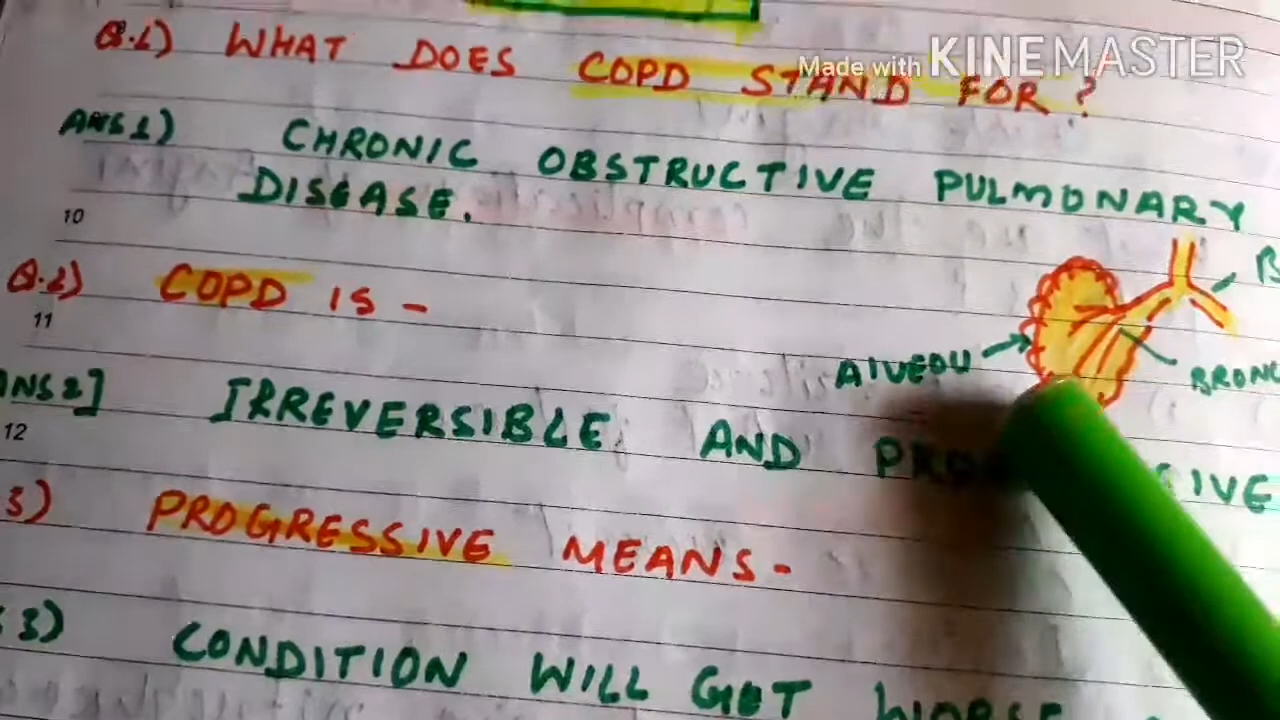 Made with KINEMASTER
Q.1) WHAT DOES COPD STAND FOR ?
ANS 1) CHRONIC OBSTRUCTIVE PULMONARY
DISEASE.
10
Q.2) COPD IS -
11
AlVEOLI
ANS 2] IRREVERSIBLE AND
12
3) PROGRESSIVE MEANS -
3) CONDITION WILL GET WORSE